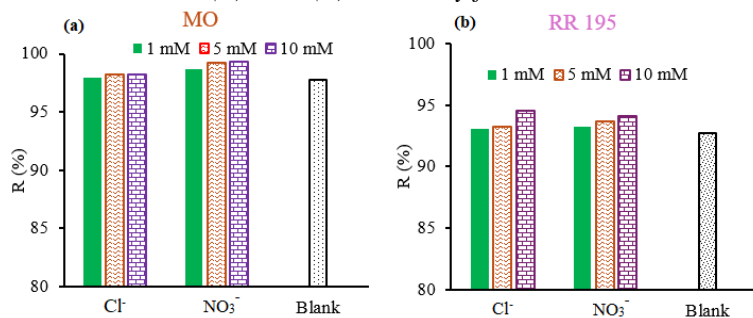 (a)
MO
1 mM 5 mM 10 mM
100
95
90
85
80
R (%)
Cl⁻ NO₃⁻ Blank
(b)
RR 195
1 mM 5 mM 10 mM
100
95
90
85
80
R (%)
Cl⁻ NO₃⁻ Blank